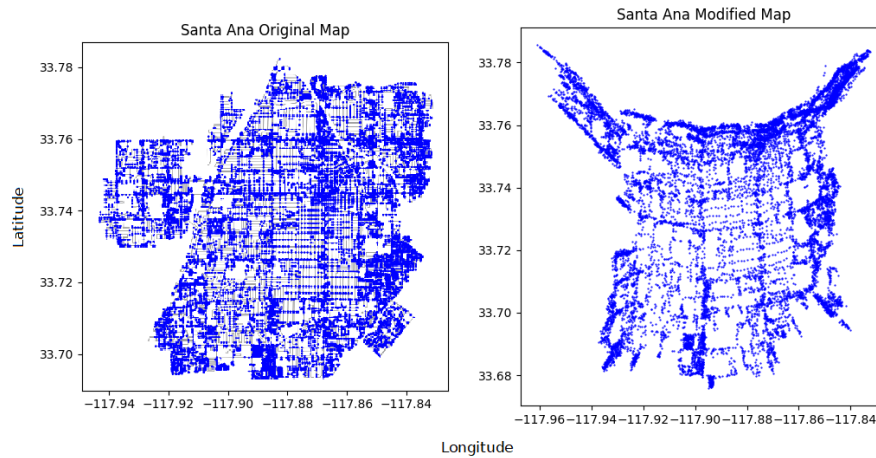 Santa Ana Original Map
33.78
33.76
33.74
33.72
33.70
−117.94 −117.92 −117.90 −117.88 −117.86 −117.84
Santa Ana Modified Map
33.78
33.76
33.74
33.72
33.70
33.68
−117.96 −117.94 −117.92 −117.90 −117.88 −117.86 −117.84
Latitude
Longitude